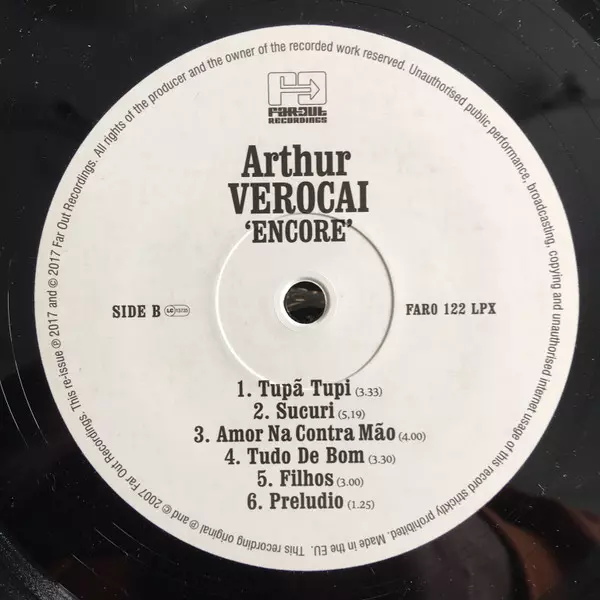 FAROUT
RECORDINGS
Arthur
VEROCAI
‘ENCORE’
SIDE B LC
FARO 122 LPX
1. Tupã Tupi (3.33)
2. Sucuri (5.19)
3. Amor Na Contra Mão (4.00)
4. Tudo De Bom (3.30)
5. Filhos (3.00)
6. Preludio (1.25)
This recording original ℗ and © 2007 Far Out Recordings. This re-issue ℗ 2017 and © 2017 Far Out Recordings. All rights of the producer and the owner of the recorded work reserved. Unauthorised public performance, broadcasting, copying and unauthorised internet usage of this record stricktly prohibited. Made in the EU.